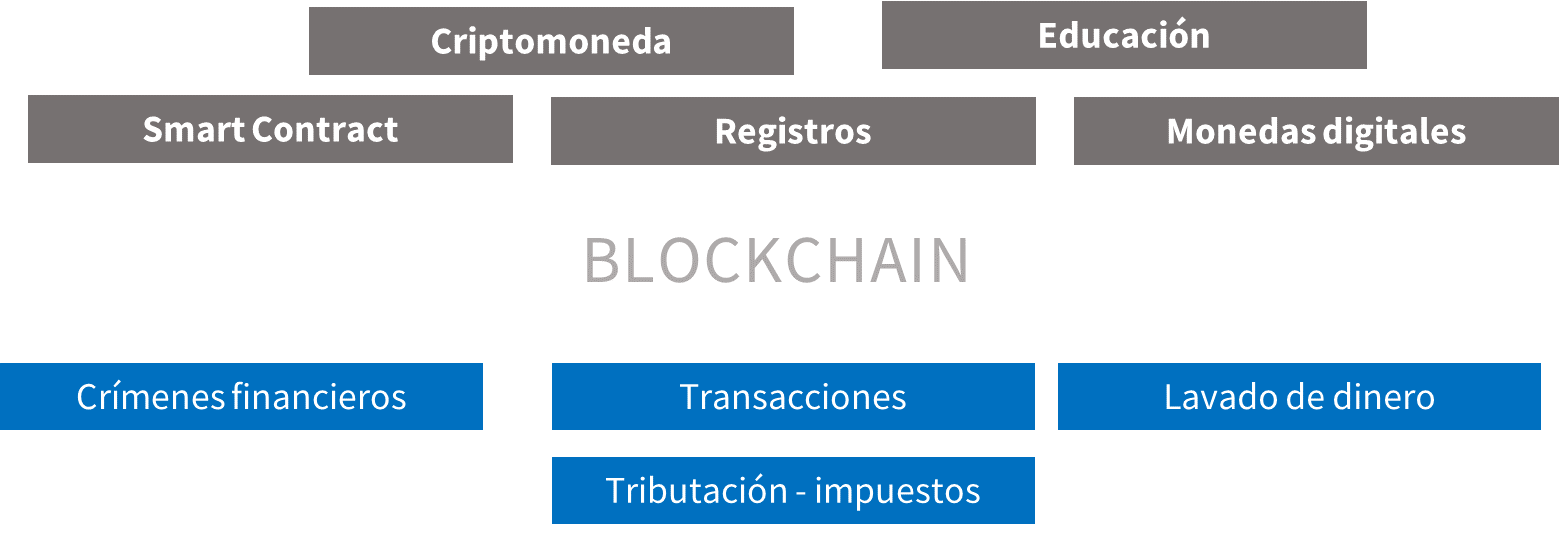 Criptomoneda
Educación
Smart Contract
Registros
Monedas digitales
BLOCKCHAIN
Crímenes financieros
Transacciones
Lavado de dinero
Tributación - impuestos